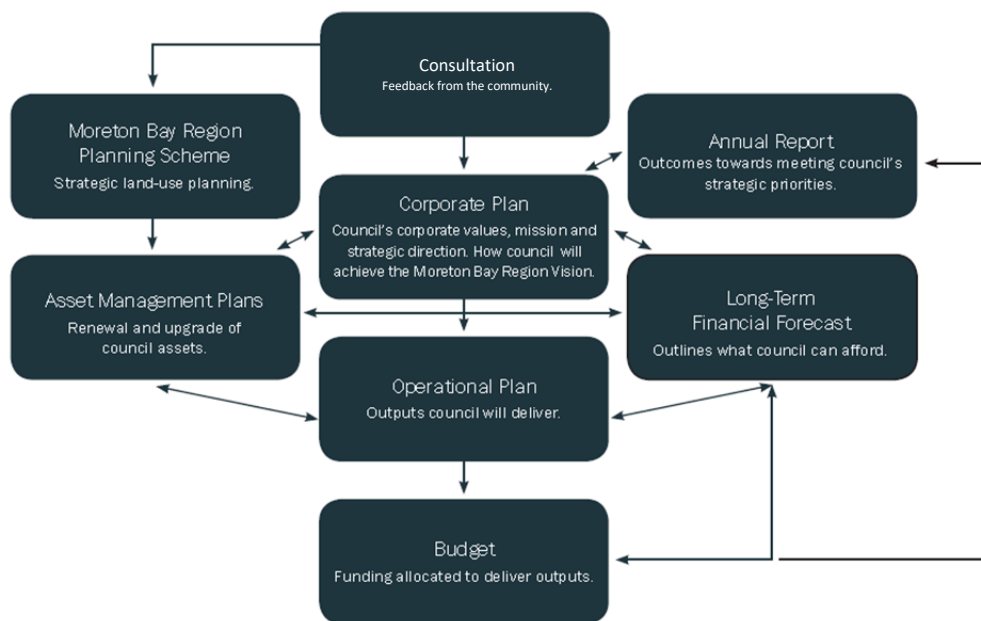 Consultation
Feedback from the community.
Moreton Bay Region
Planning Scheme
Strategic land-use planning.
Annual Report
Outcomes towards meeting council's
strategic priorities.
Corporate Plan
Council's corporate values, mission and
strategic direction. How council will
achieve the Moreton Bay Region Vision.
Asset Management Plans
Renewal and upgrade of
council assets.
Long-Term
Financial Forecast
Outlines what council can afford.
Operational Plan
Outputs council will deliver.
Budget
Funding allocated to deliver outputs.